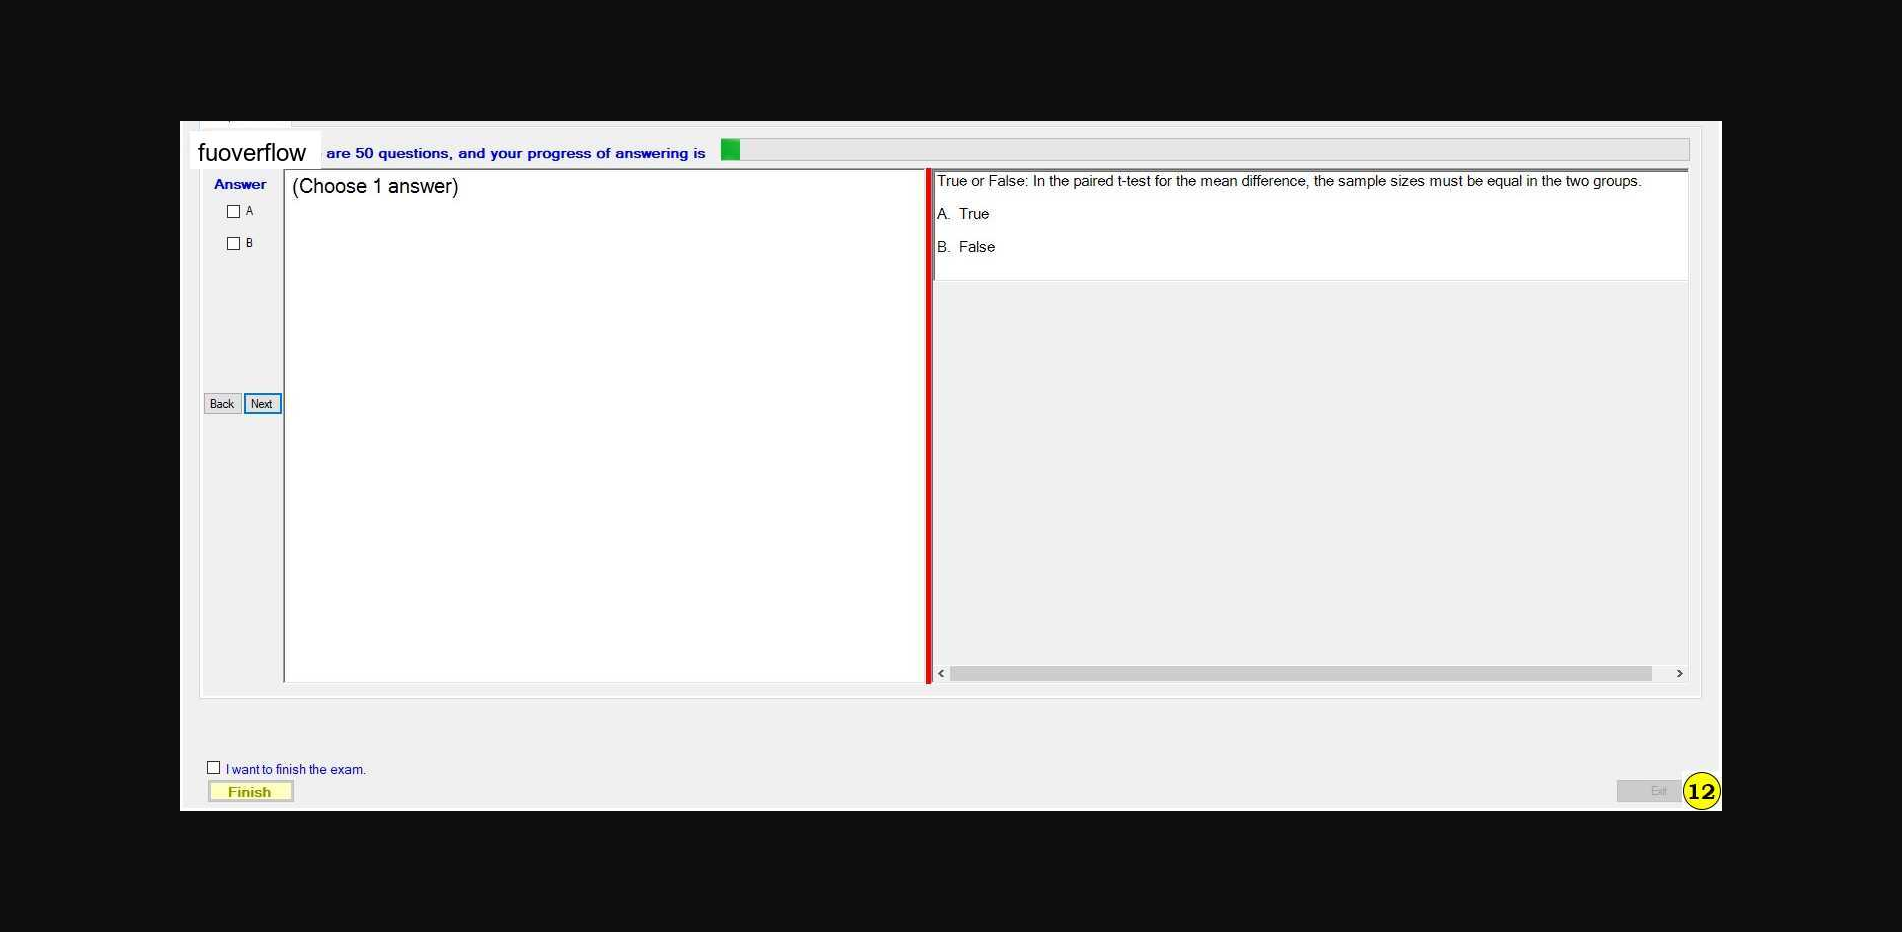 fuoverflow are 50 questions, and your progress of answering is
Answer
A
B
Back Next
(Choose 1 answer)
True or False: In the paired t-test for the mean difference, the sample sizes must be equal in the two groups.
A. True
B. False
I want to finish the exam.
Finish
Exit
12